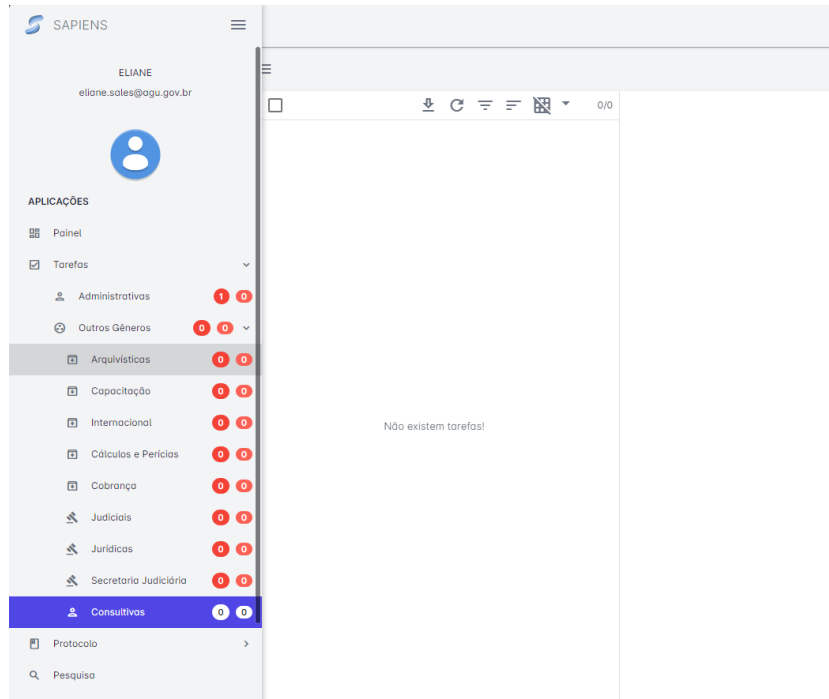 SAPIENS
ELIANE
eliane.sales@agu.gov.br
APLICAÇÕES
Painel
Tarefas
Administrativas 1 0
Outros Gêneros 0 0
Arquivísticas 0 0
Capacitação 0 0
Internacional 0 0
Cálculos e Perícias 0 0
Cobrança 0 0
Judiciais 0 0
Jurídicas 0 0
Secretaria Judiciária 0 0
Consultivas 0 0
Protocolo
Pesquisa
0/0
Não existem tarefas!